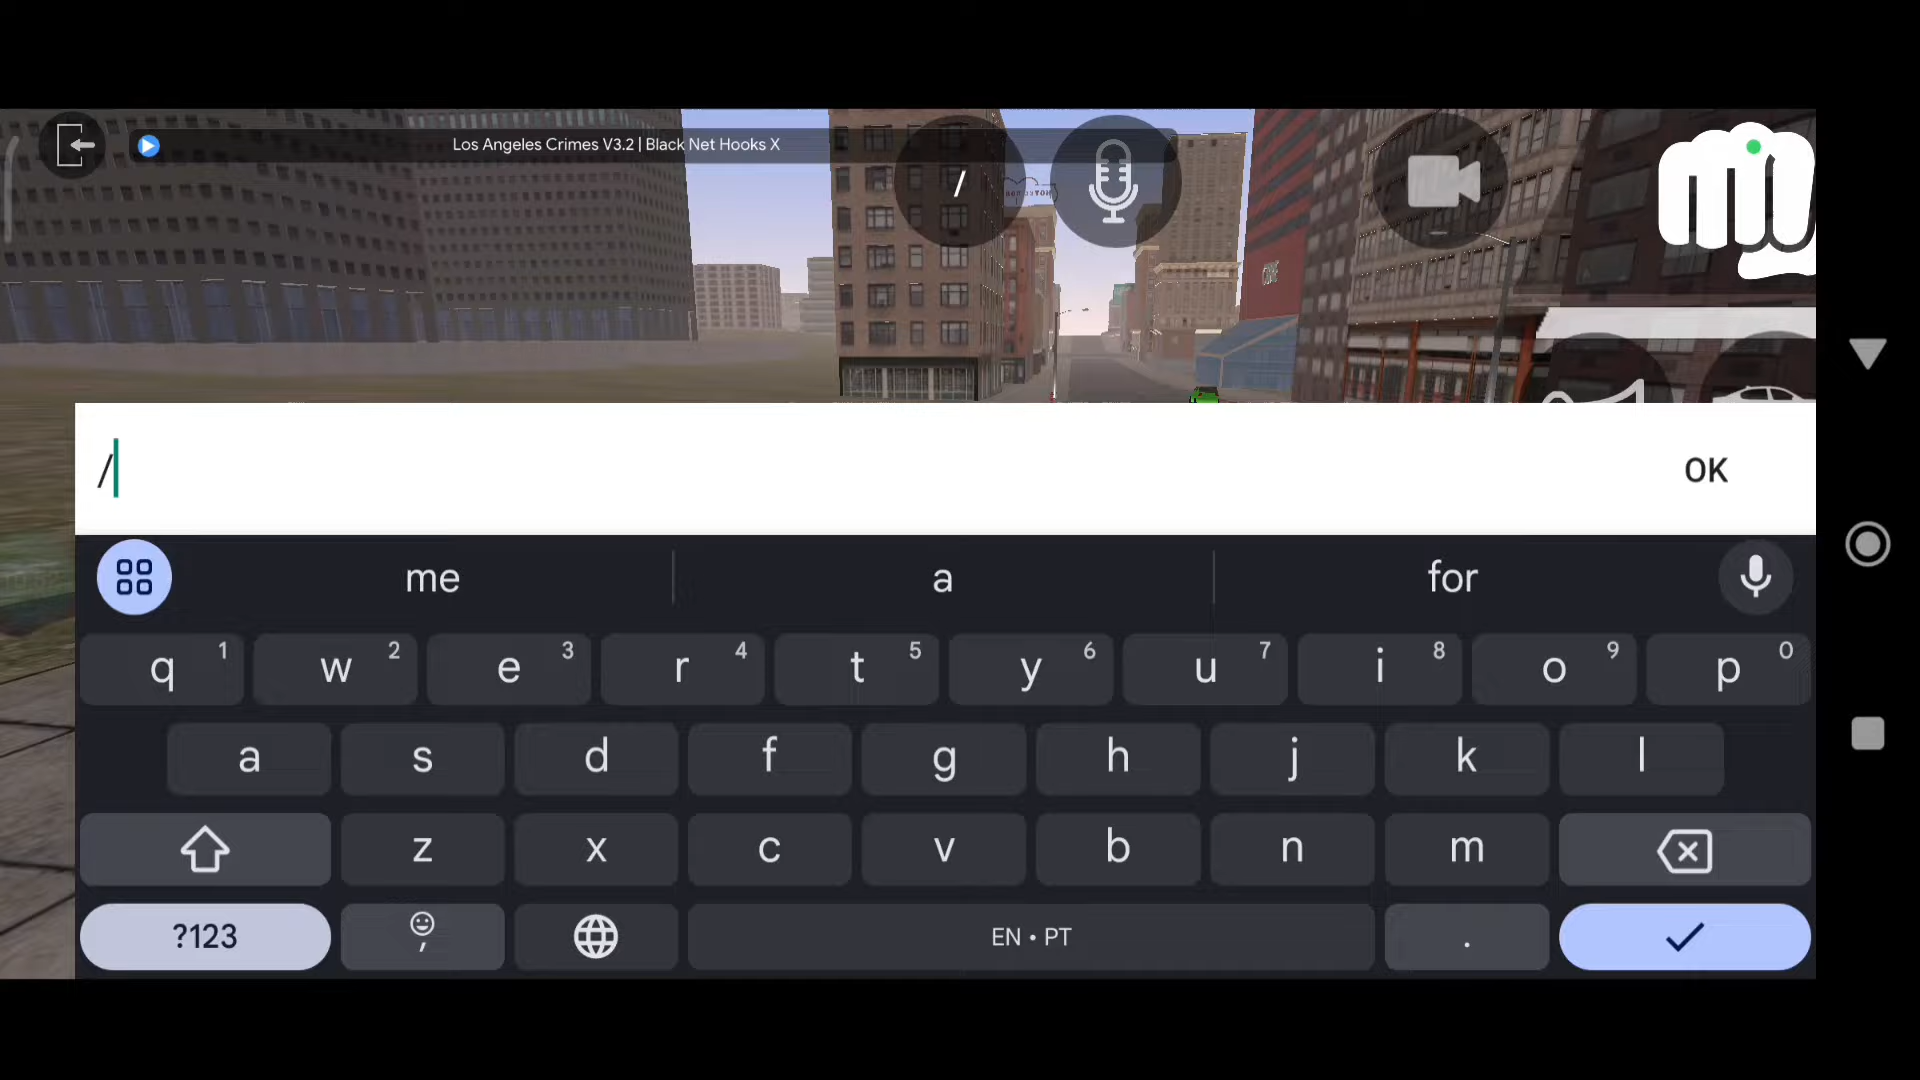 Los Angeles Crimes V3.2 | Black Net Hooks X
/
/
OK
me
a
for
q 1 w 2 e 3 r 4 t 5 y 6 u 7 i 8 o 9 p 0
a s d f g h j k l
z x c v b n m
?123 , EN • PT .